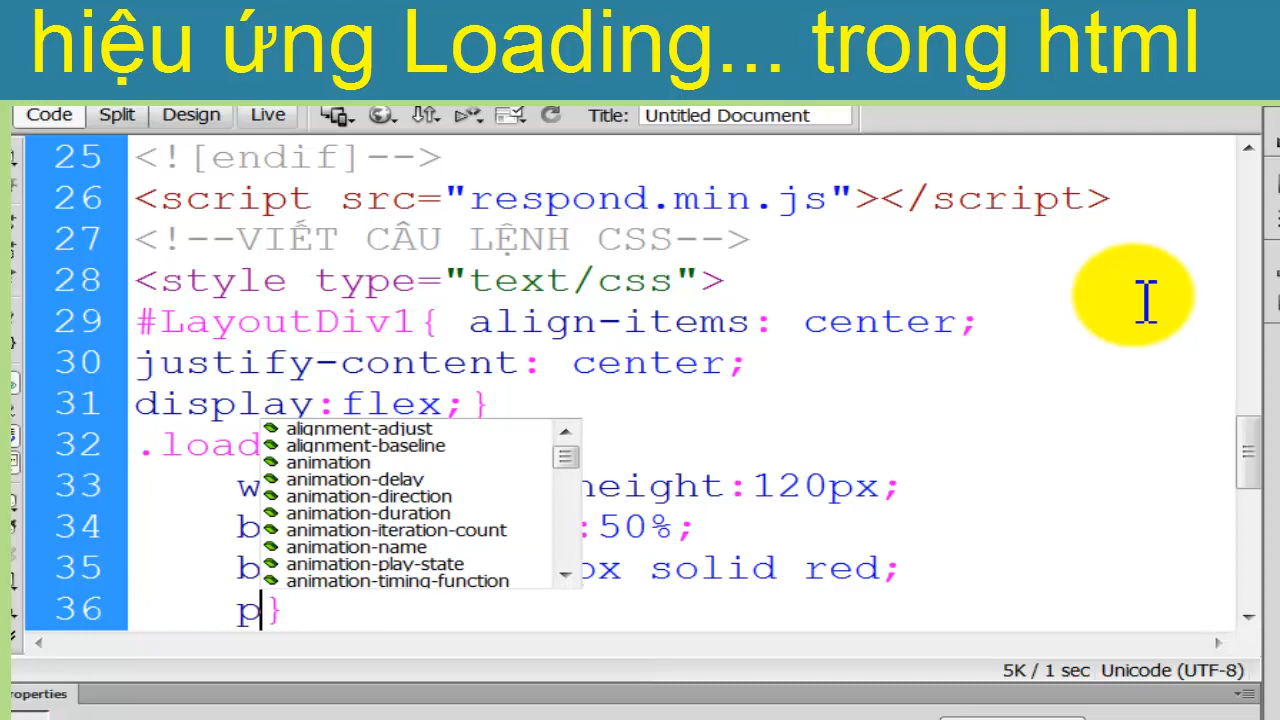 hiệu ứng Loading... trong html
Code Split Design Live Title: Untitled Document
25 <![endif]-->
26 <script src="respond.min.js"></script>
27 <!--VIẾT CÂU LỆNH CSS-->
28 <style type="text/css">
29 #LayoutDiv1{ align-items: center;
30 justify-content: center;
31 display:flex;}
32 .load
alignment-adjust
alignment-baseline
animation
animation-delay
animation-direction
animation-duration
animation-iteration-count
animation-name
animation-play-state
animation-timing-function
33 w height:120px;
34 b :50%;
35 b px solid red;
36 p}
5K / 1 sec Unicode (UTF-8)
roperties